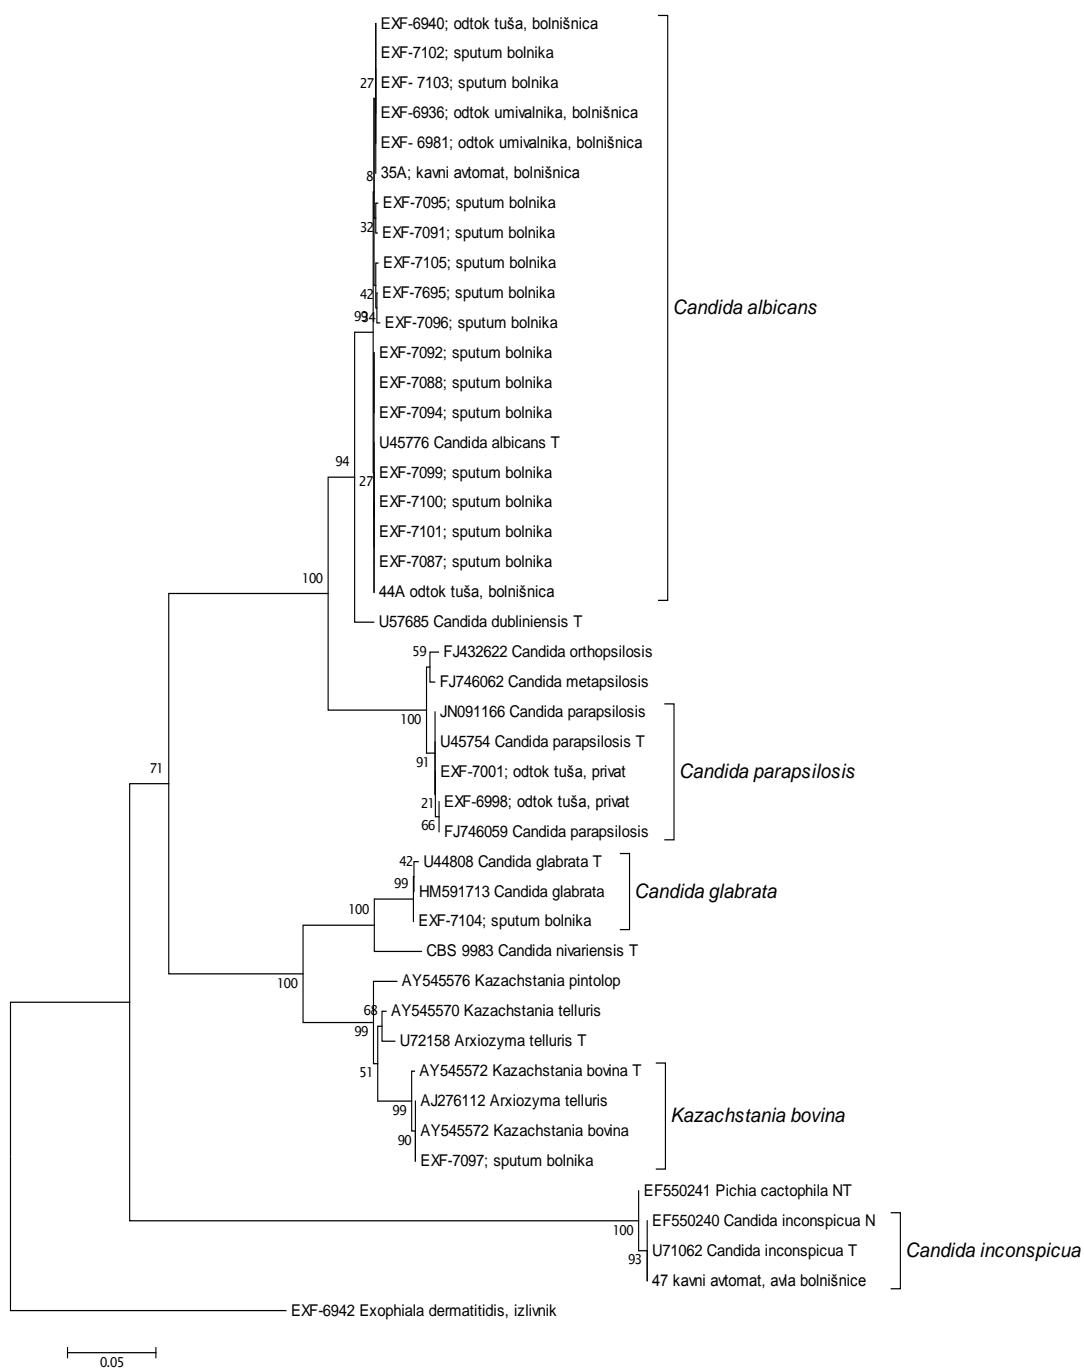 EXF-6940; odtok tuša, bolnišnica
EXF-7102; sputum bolnika
27
EXF- 7103; sputum bolnika
EXF-6936; odtok umivalnika, bolnišnica
EXF- 6981; odtok umivalnika, bolnišnica
8
35A; kavni avtomat, bolnišnica
EXF-7095; sputum bolnika
32
EXF-7091; sputum bolnika
EXF-7105; sputum bolnika
42
EXF-7695; sputum bolnika
Candida albicans
99
34
EXF-7096; sputum bolnika
EXF-7092; sputum bolnika
EXF-7088; sputum bolnika
EXF-7094; sputum bolnika
U45776 Candida albicans T
94
EXF-7099; sputum bolnika
27
EXF-7100; sputum bolnika
EXF-7101; sputum bolnika
EXF-7087; sputum bolnika
100
44A odtok tuša, bolnišnica
U57685 Candida dubliniensis T
59
FJ432622 Candida orthopsilosis
FJ746062 Candida metapsilosis
100
JN091166 Candida parapsilosis
U45754 Candida parapsilosis T
91
EXF-7001; odtok tuša, privat
Candida parapsilosis
71
21
EXF-6998; odtok tuša, privat
66
FJ746059 Candida parapsilosis
42
U44808 Candida glabrata T
99
HM591713 Candida glabrata
Candida glabrata
100
EXF-7104; sputum bolnika
CBS 9983 Candida nivariensis T
100
AY545576 Kazachstania pintolop
68
AY545570 Kazachstania telluris
99
U72158 Arxiozyma telluris T
51
AY545572 Kazachstania bovina T
99
AJ276112 Arxiozyma telluris
Kazachstania bovina
90
AY545572 Kazachstania bovina
EXF-7097; sputum bolnika
EF550241 Pichia cactophila NT
100
EF550240 Candida inconspicua N
93
U71062 Candida inconspicua T
Candida inconspicua
47 kavni avtomat, avla bolnišnice
EXF-6942 Exophiala dermatitidis, izlivnik
0.05